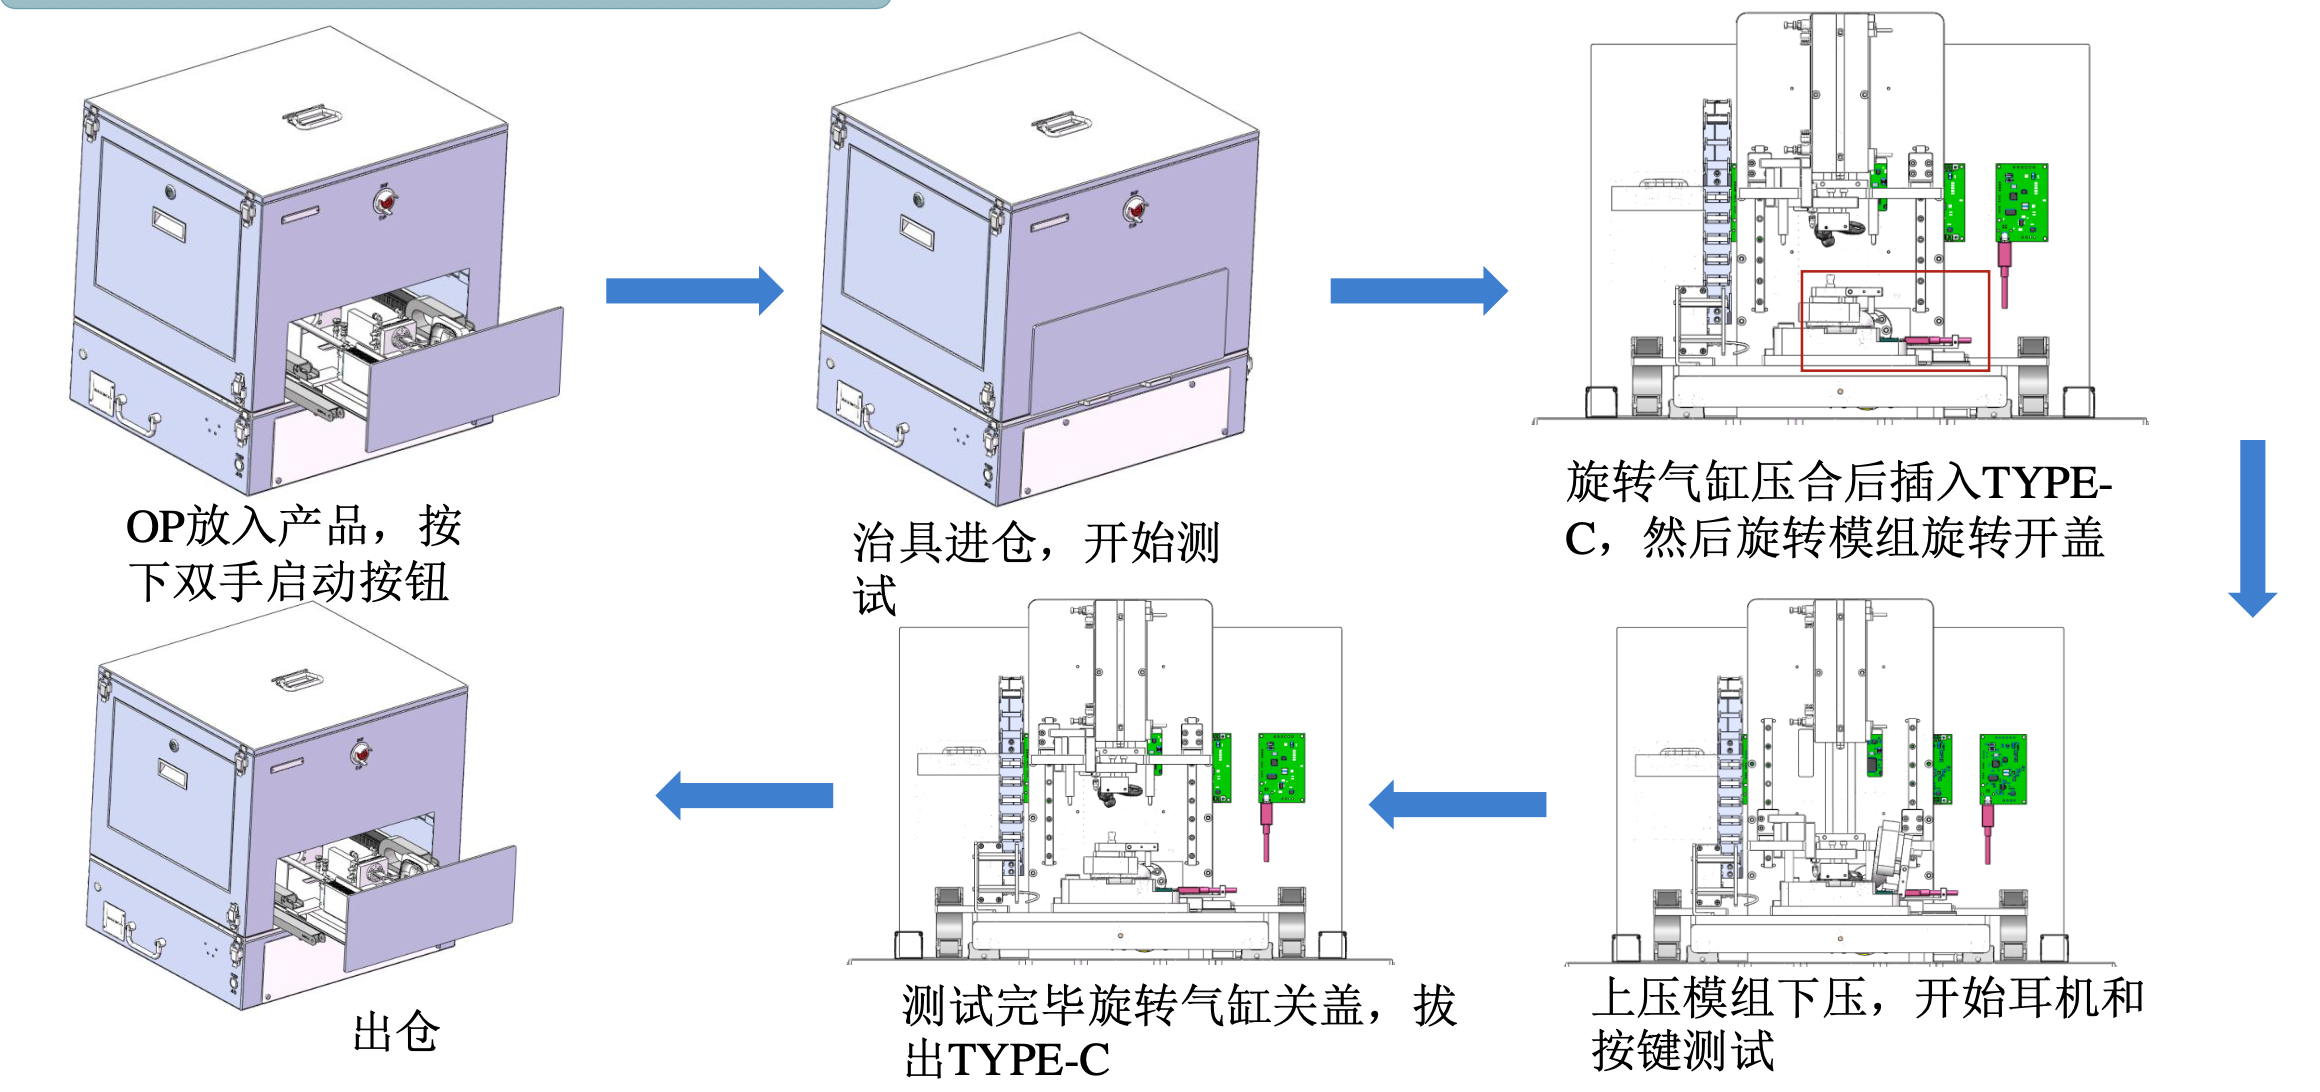 OP放入产品，按
下双手启动按钮
治具进仓，开始测
试
旋转气缸压合后插入TYPE-
C，然后旋转模组旋转开盖
上压模组下压，开始耳机和
按键测试
测试完毕旋转气缸关盖，拔
出TYPE-C
出仓